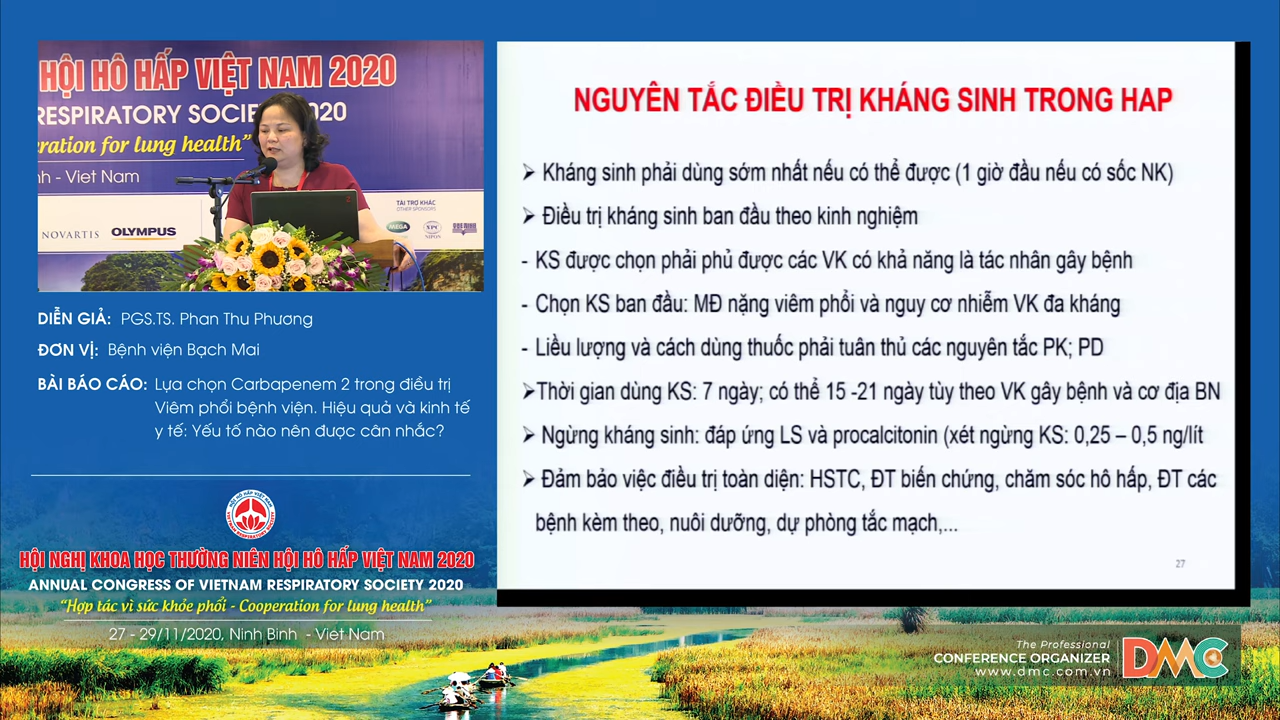 HỘI HÔ HẤP VIỆT NAM 2020
RESPIRATORY SOCIETY 2020
eration for lung health"
nh - Viet Nam
TÀI TRỢ KHÁC
OTHER SPONSORS
NOVARTIS
OLYMPUS
MEGA
NIPON
DIỄN GIẢ: PGS.TS. Phan Thu Phương
ĐƠN VỊ: Bệnh viện Bạch Mai
BÀI BÁO CÁO: Lựa chọn Carbapenem 2 trong điều trị
Viêm phổi bệnh viện. Hiệu quả và kinh tế
y tế: Yếu tố nào nên được cân nhắc?
HỘI NGHỊ KHOA HỌC THƯỜNG NIÊN HỘI HÔ HẤP VIỆT NAM 2020
ANNUAL CONGRESS OF VIETNAM RESPIRATORY SOCIETY 2020
"Hợp tác vì sức khỏe phổi - Cooperation for lung health"
27 - 29/11/2020, Ninh Bình - Việt Nam
NGUYÊN TẮC ĐIỀU TRỊ KHÁNG SINH TRONG HAP
➢ Kháng sinh phải dùng sớm nhất nếu có thể được (1 giờ đầu nếu có sốc NK)
➢ Điều trị kháng sinh ban đầu theo kinh nghiệm
- KS được chọn phải phủ được các VK có khả năng là tác nhân gây bệnh
- Chọn KS ban đầu: MĐ nặng viêm phổi và nguy cơ nhiễm VK đa kháng
- Liều lượng và cách dùng thuốc phải tuân thủ các nguyên tắc PK; PD
➢Thời gian dùng KS: 7 ngày; có thể 15 -21 ngày tùy theo VK gây bệnh và cơ địa BN
➢ Ngừng kháng sinh: đáp ứng LS và procalcitonin (xét ngừng KS: 0,25 – 0,5 ng/lít
➢ Đảm bảo việc điều trị toàn diện: HSTC, ĐT biến chứng, chăm sóc hô hấp, ĐT các
bệnh kèm theo, nuôi dưỡng, dự phòng tắc mạch,...
27
The Professional
CONFERENCE ORGANIZER
www.dmc.com.vn
DMC